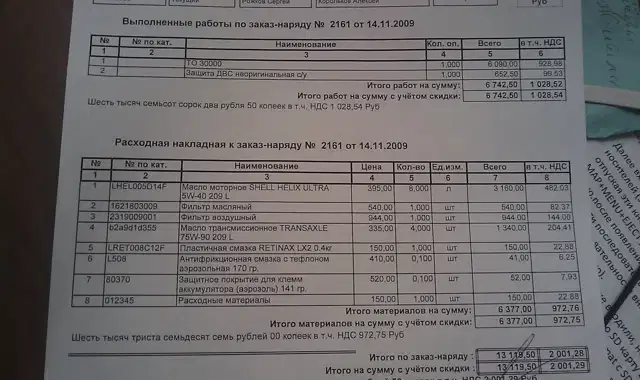 Рожков Сергей
Корольков Алексей
Руб
Выполненные работы по заказ-наряду № 2161 от 14.11.2009
№ № по кат. Наименование Кол. оп. Всего в т.ч. НДС
1 2 3 4 5 6
1 ТО 30000 1,000 6 090,00 928,98
2 Защита ДВС неоригинальная с/у 1,000 652,50 99,53
Итого работ на сумму: 6 742,50 1 028,52
Итого работ на сумму с учётом скидки: 6 742,50 1 028,54
Шесть тысяч семьсот сорок два рубля 50 копеек в т.ч. НДС 1 028,54 Руб
Расходная накладная к заказ-наряду № 2161 от 14.11.2009
№ № по кат. Наименование Цена Кол-во Ед.изм. Всего в т.ч. НДС
1 2 3 4 5 6 7 8
1 LHEL005D14F Масло моторное SHELL HELIX ULTRA 395,00 8,000 л 3 160,00 482,03
5W-40 209 L
2 1621803009 Фильтр масляный 540,00 1,000 шт 540,00 82,37
3 2319009001 Фильтр воздушный 944,00 1,000 шт 944,00 144,00
4 b2a9d1d355 Масло трансмиссионное TRANSAXLE 335,00 4,000 шт 1 340,00 204,41
75W-90 209 L
5 LRET008C12F Пластичная смазка RETINAX LX2 0.4кг 150,00 1,000 шт 150,00 22,88
6 L508 Антифрикционная смазка с тефлоном 410,00 0,100 шт 41,00 6,25
аэрозольная 170 гр.
7 80370 Защитное покрытие для клемм 520,00 0,100 шт 52,00 7,93
аккумулятора (аэрозоль) 141 гр.
8 012345 Расходные материалы 150,00 1,000 шт 150,00 22,88
Итого материалов на сумму: 6 377,00 972,76
Итого материалов на сумму с учётом скидки: 6 377,00 972,75
Шесть тысяч триста семьдесят семь рублей 00 копеек в т.ч. НДС 972,75 Руб
Итого по заказ-наряду : 13 119,50 2 001,28
Итого с учётом скидки : 13 119,50 2 001,29